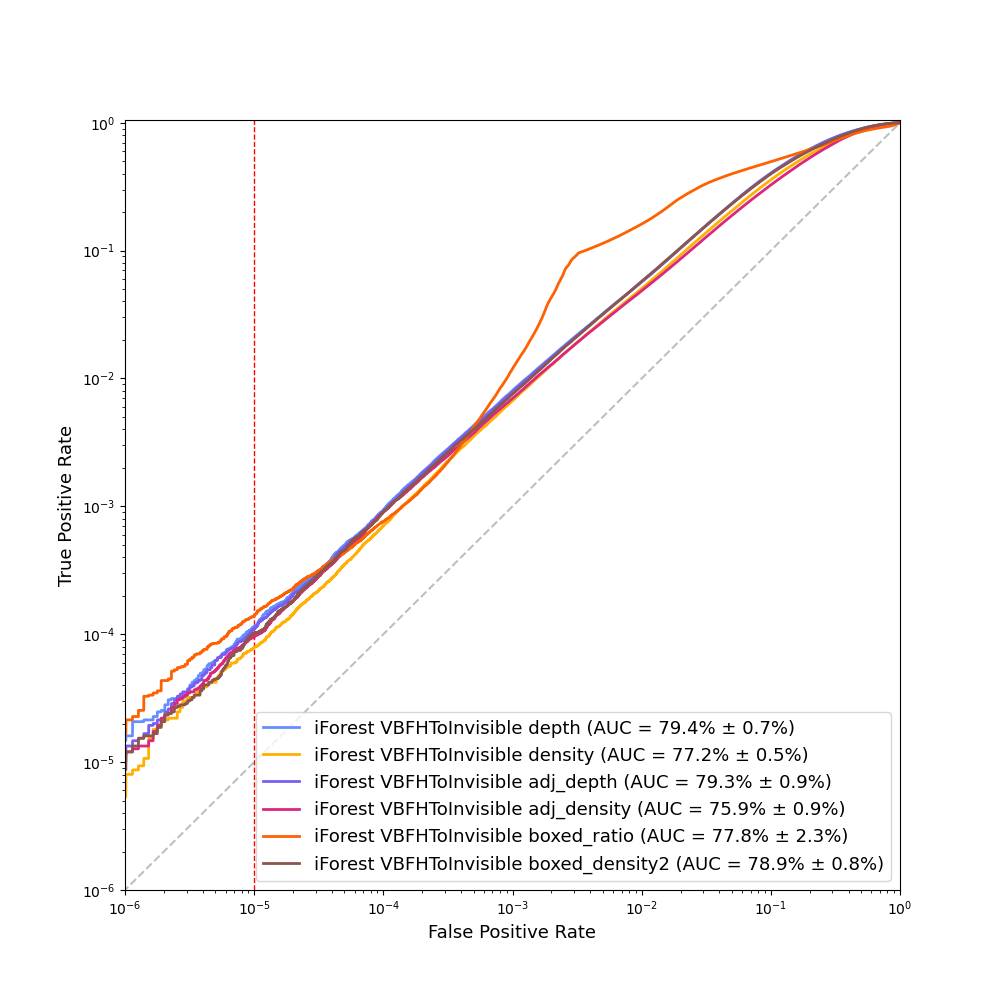 10⁰
10⁻¹
10⁻²
10⁻³
10⁻⁴
10⁻⁵
10⁻⁶
True Positive Rate
iForest VBFHToInvisible depth (AUC = 79.4% ± 0.7%)
iForest VBFHToInvisible density (AUC = 77.2% ± 0.5%)
iForest VBFHToInvisible adj_depth (AUC = 79.3% ± 0.9%)
iForest VBFHToInvisible adj_density (AUC = 75.9% ± 0.9%)
iForest VBFHToInvisible boxed_ratio (AUC = 77.8% ± 2.3%)
iForest VBFHToInvisible boxed_density2 (AUC = 78.9% ± 0.8%)
10⁻⁶ 10⁻⁵ 10⁻⁴ 10⁻³ 10⁻² 10⁻¹ 10⁰
False Positive Rate